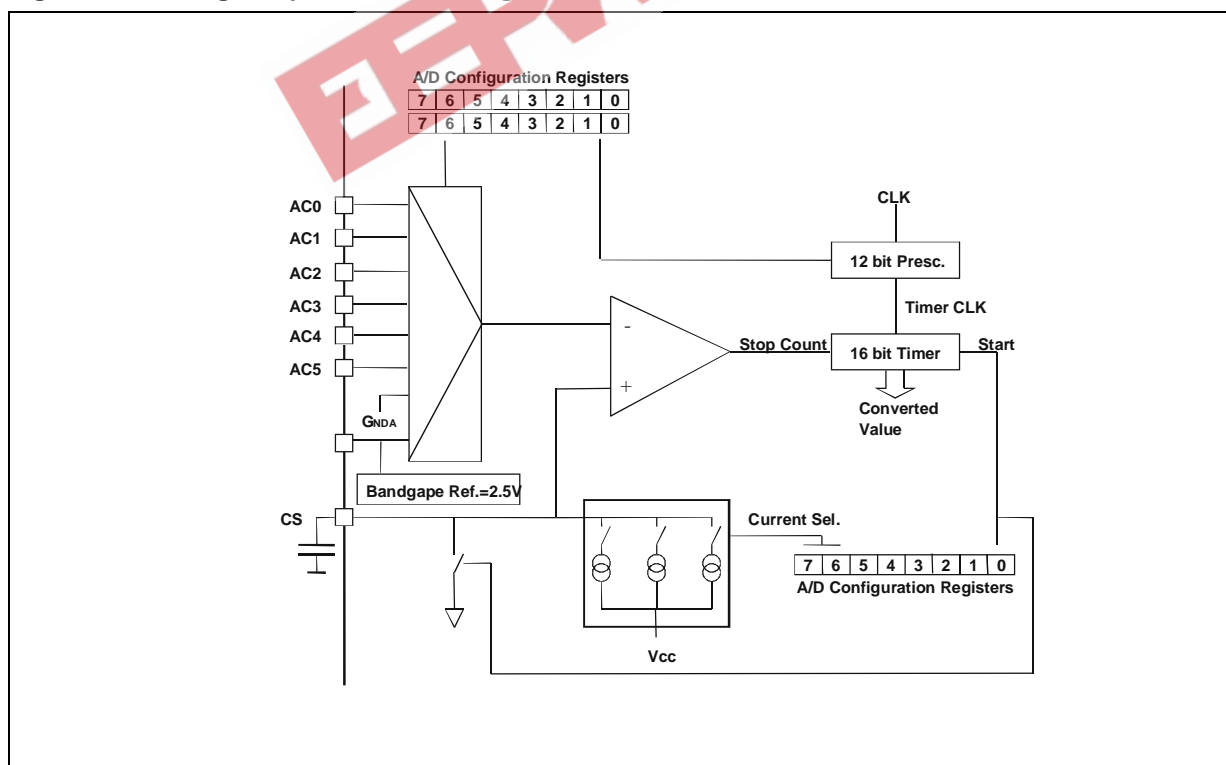 A/D Configuration Registers
7 6 5 4 3 2 1 0
7 6 5 4 3 2 1 0
CLK
AC0
AC1
12 bit Presc.
AC2
AC3
Timer CLK
AC4
-
Stop Count
16 bit Timer
Start
AC5
+
GNDA
Converted
Value
Bandgape Ref.=2.5V
CS
Current Sel.
7 6 5 4 3 2 1 0
A/D Configuration Registers
Vcc